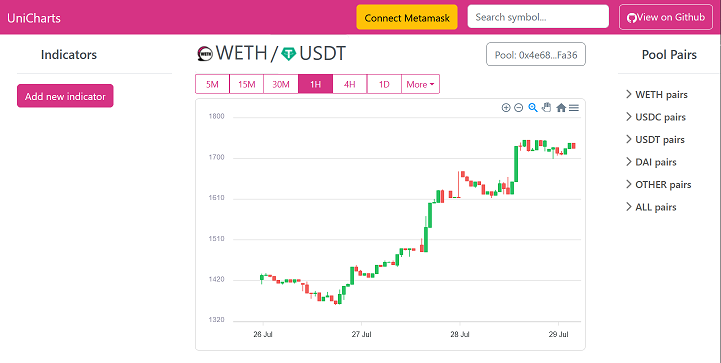 UniCharts
Connect Metamask
Search symbol...
View on Github
Indicators
Add new indicator
WETH WETH / USDT
Pool: 0x4e68...Fa36
5M 15M 30M 1H 4H 1D More
1800
1700
1610
1510
1420
1320
26 Jul 27 Jul 28 Jul 29 Jul
Pool Pairs
WETH pairs
USDC pairs
USDT pairs
DAI pairs
OTHER pairs
ALL pairs